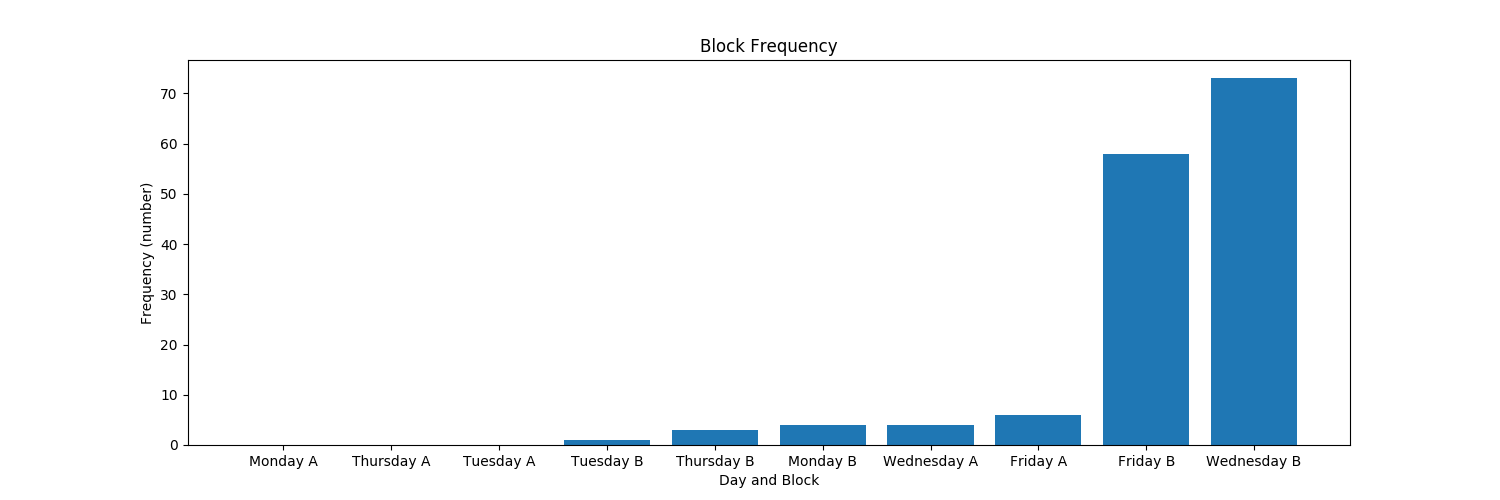 Block Frequency
70
60
50
40
30
20
10
0
Frequency (number)
Monday A Thursday A Tuesday A Tuesday B Thursday B Monday B Wednesday A Friday A Friday B Wednesday B
Day and Block